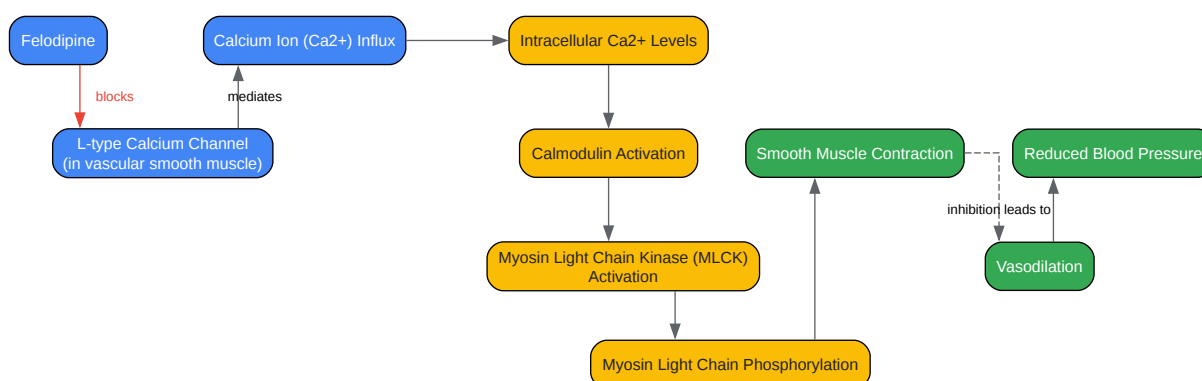 Felodipine
Calcium Ion (Ca2+) Influx
Intracellular Ca2+ Levels
blocks
mediates
L-type Calcium Channel
(in vascular smooth muscle)
Calmodulin Activation
Smooth Muscle Contraction
Reduced Blood Pressure
inhibition leads to
Myosin Light Chain Kinase (MLCK)
Activation
Vasodilation
Myosin Light Chain Phosphorylation